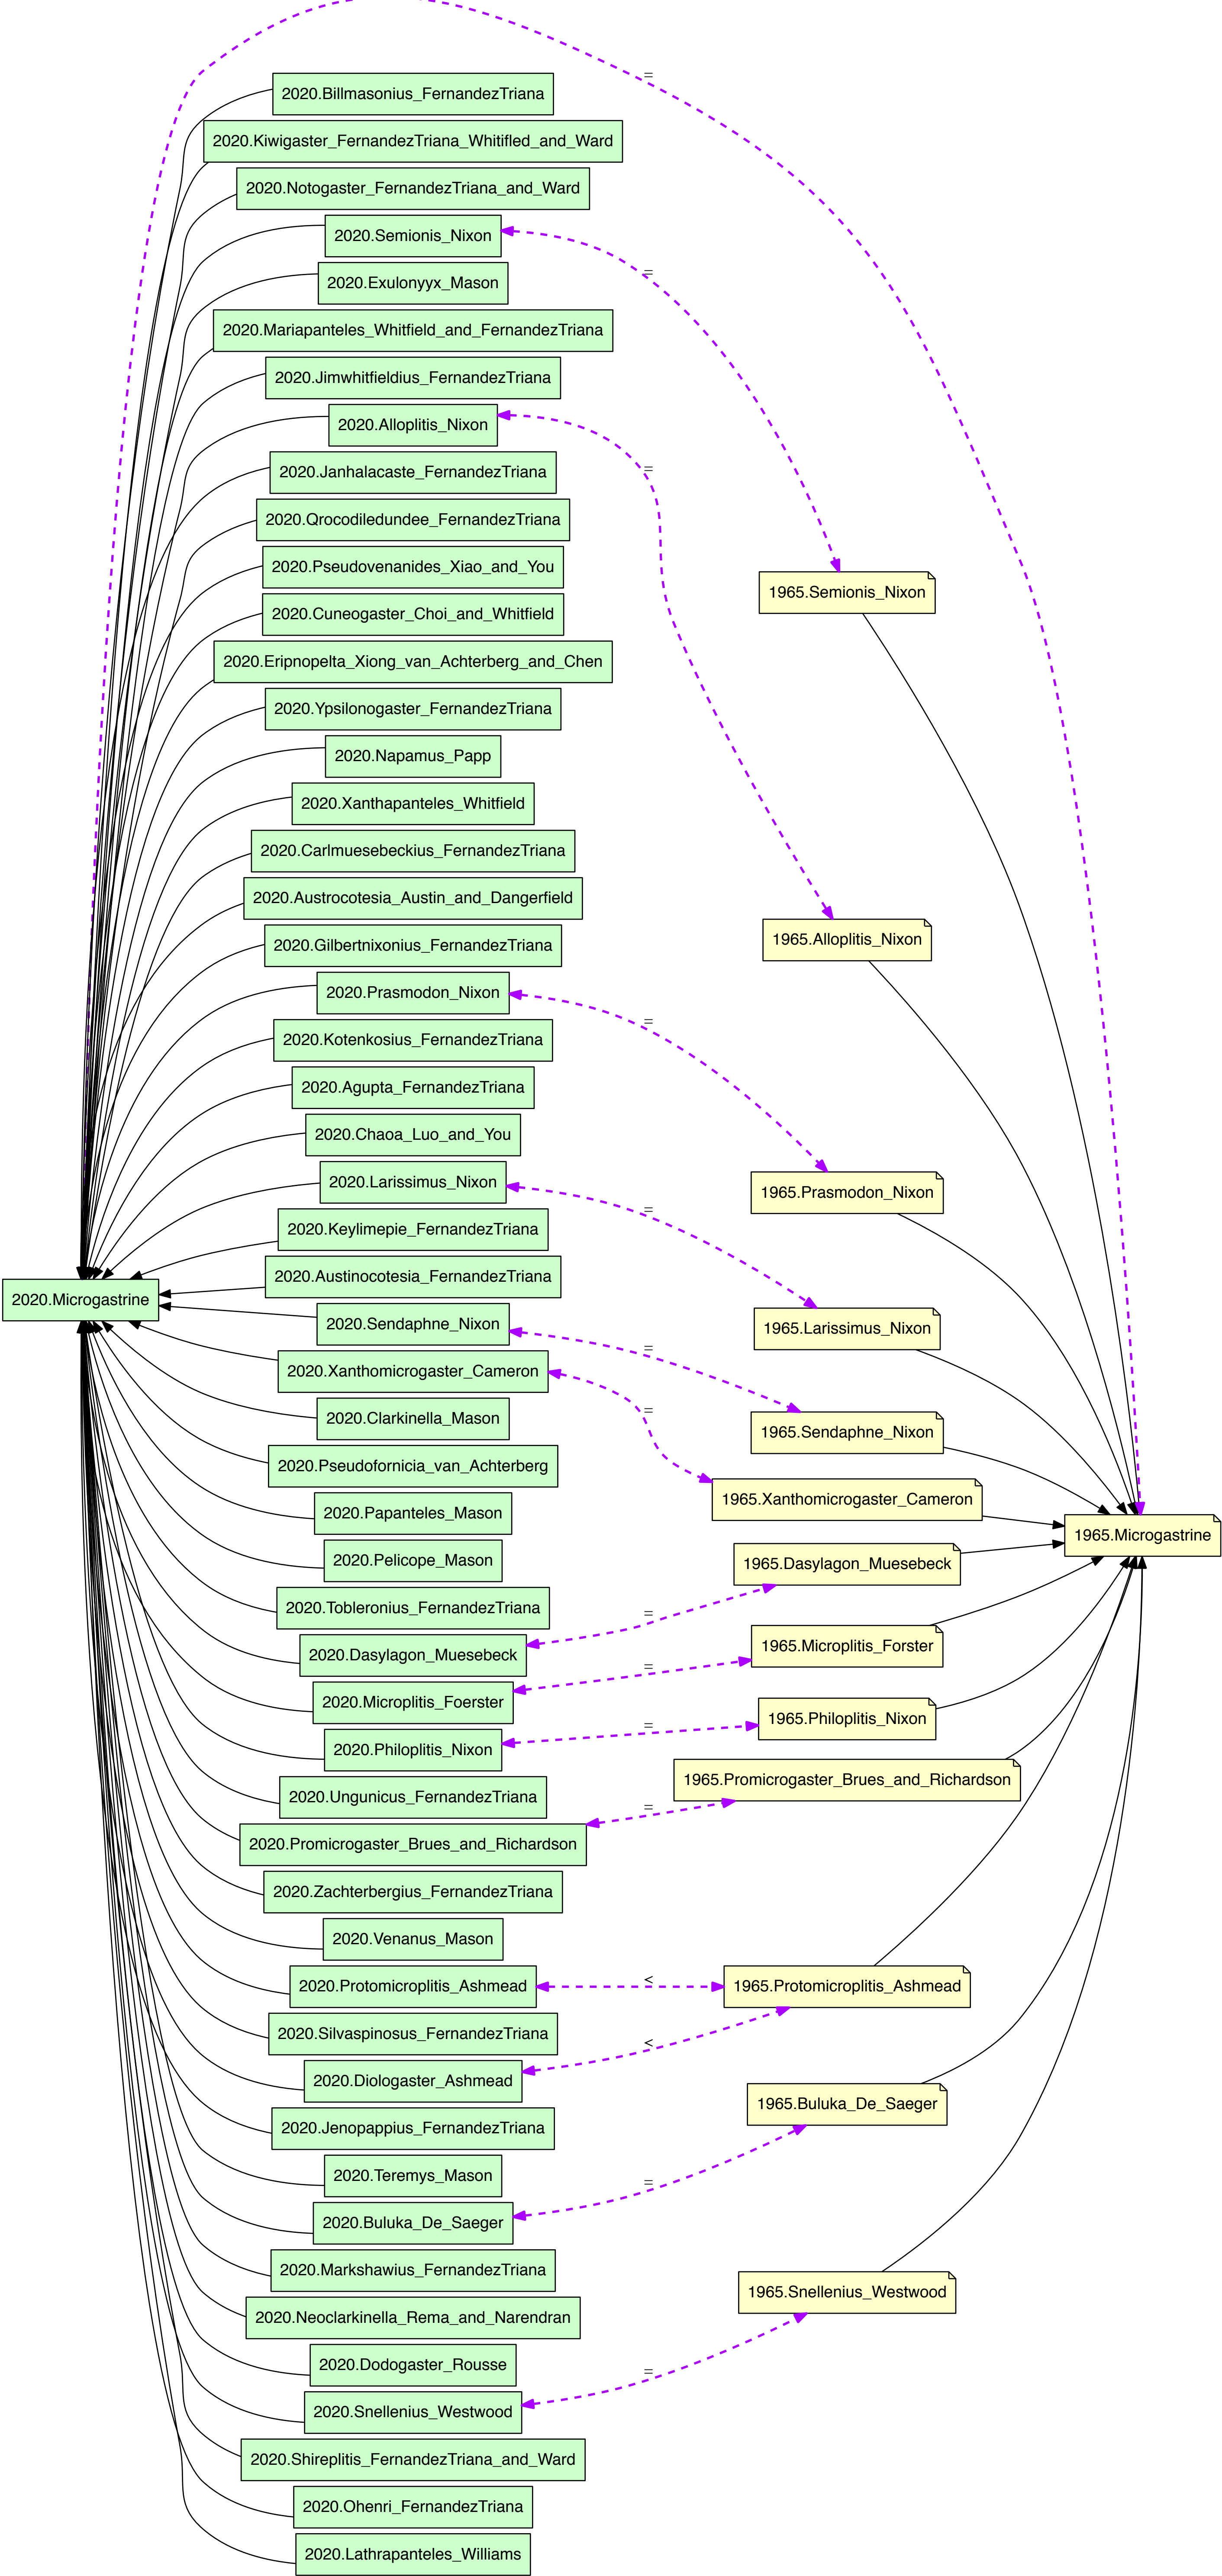 =
2020.Billmasonius_FernandezTriana
2020.Kiwigaster_FernandezTriana_Whitifled_and_Ward
2020.Notogaster_FernandezTriana_and_Ward
2020.Semionis_Nixon
=
2020.Exulonyyx_Mason
2020.Mariapanteles_Whitfield_and_FernandezTriana
2020.Jimwhitfieldius_FernandezTriana
2020.Alloplitis_Nixon
=
2020.Janhalacaste_FernandezTriana
2020.Qrocodiledundee_FernandezTriana
2020.Pseudovenanides_Xiao_and_You
1965.Semionis_Nixon
2020.Cuneogaster_Choi_and_Whitfield
2020.Eripnopelta_Xiong_van_Achterberg_and_Chen
2020.Ypsilonogaster_FernandezTriana
2020.Napamus_Papp
2020.Xanthapanteles_Whitfield
2020.Carlmuesebeckius_FernandezTriana
2020.Austrocotesia_Austin_and_Dangerfield
1965.Alloplitis_Nixon
2020.Gilbertnixonius_FernandezTriana
2020.Prasmodon_Nixon
=
2020.Kotenkosius_FernandezTriana
2020.Agupta_FernandezTriana
2020.Chaoa_Luo_and_You
2020.Larissimus_Nixon
1965.Prasmodon_Nixon
=
2020.Keylimepie_FernandezTriana
2020.Austinocotesia_FernandezTriana
2020.Microgastrine
2020.Sendaphne_Nixon
1965.Larissimus_Nixon
=
2020.Xanthomicrogaster_Cameron
=
2020.Clarkinella_Mason
1965.Sendaphne_Nixon
2020.Pseudofornicia_van_Achterberg
1965.Xanthomicrogaster_Cameron
2020.Papanteles_Mason
1965.Microgastrine
2020.Pelicope_Mason
1965.Dasylagon_Muesebeck
2020.Tobleronius_FernandezTriana
=
2020.Dasylagon_Muesebeck
1965.Microplitis_Forster
=
2020.Microplitis_Foerster
1965.Philoplitis_Nixon
=
2020.Philoplitis_Nixon
1965.Promicrogaster_Brues_and_Richardson
2020.Ungunicus_FernandezTriana
=
2020.Promicrogaster_Brues_and_Richardson
2020.Zachterbergius_FernandezTriana
2020.Venanus_Mason
2020.Protomicroplitis_Ashmead
<
1965.Protomicroplitis_Ashmead
2020.Silvaspinosus_FernandezTriana
<
2020.Diologaster_Ashmead
1965.Buluka_De_Saeger
2020.Jenopappius_FernandezTriana
2020.Teremys_Mason
=
2020.Buluka_De_Saeger
2020.Markshawius_FernandezTriana
1965.Snellenius_Westwood
2020.Neoclarkinella_Rema_and_Narendran
2020.Dodogaster_Rousse
=
2020.Snellenius_Westwood
2020.Shireplitis_FernandezTriana_and_Ward
2020.Ohenri_FernandezTriana
2020.Lathrapanteles_Williams